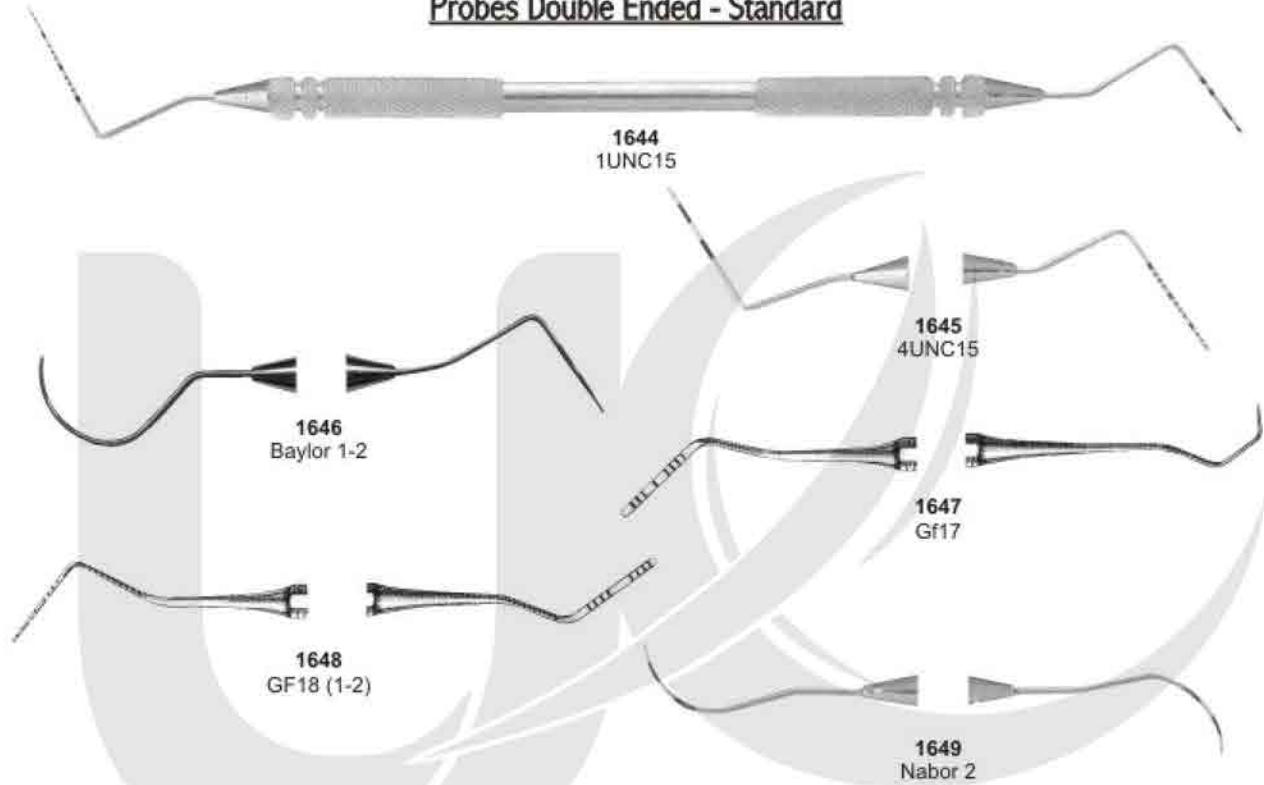 Probes Double Ended - Standard
1644
1UNC15
1645
4UNC15
1646
Baylor 1-2
1647
Gf17
1648
GF18 (1-2)
1649
Nabor 2